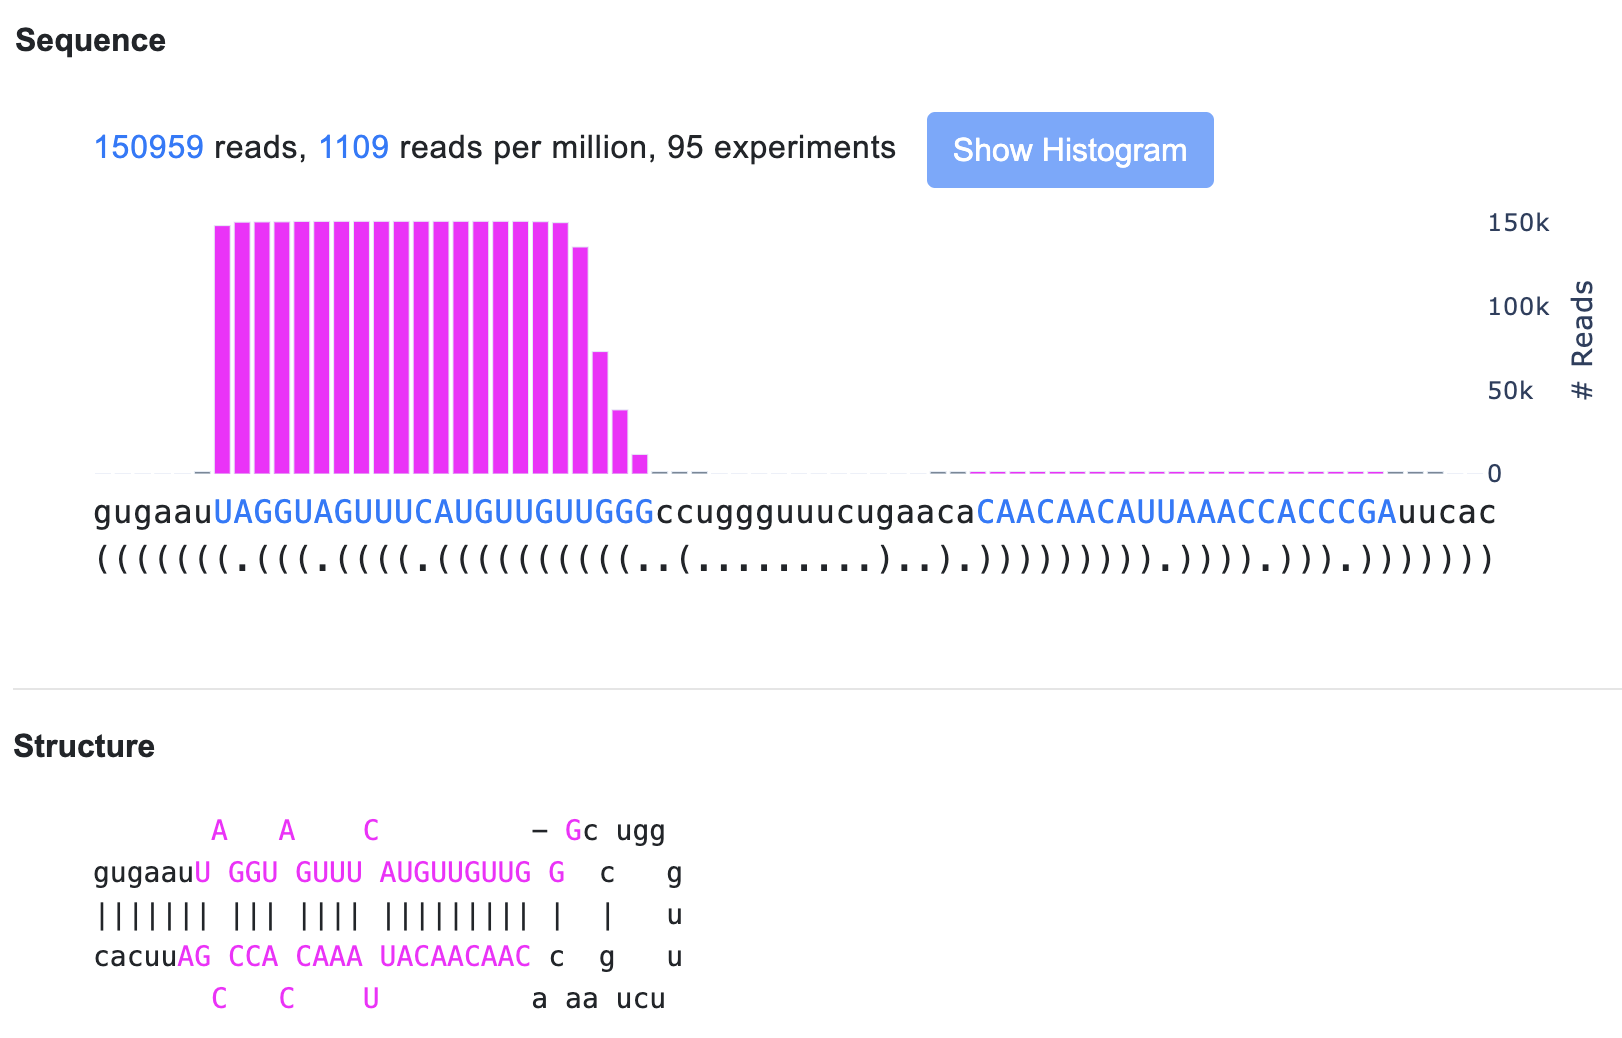 Sequence
150959 reads, 1109 reads per million, 95 experiments
Show Histogram
150k
100k
50k
0
# Reads
gugaauUAGGUAGUUUCAUGUUGUUGGGccuggguuucugaacaCAACAACAUUAAACCACCCGAuucac
(((((((.(((.((((.((((((((((..(.........)..).))))))))).)))).))).)))))))
Structure
A   A    C         – Gc ugg
gugaauU GGU GUUU AUGUUGUUG G  c   g
||||||| ||| |||| ||||||||| |  |   u
cacuuAG CCA CAAA UACAACAAC c  g   u
C   C    U         a aa ucu